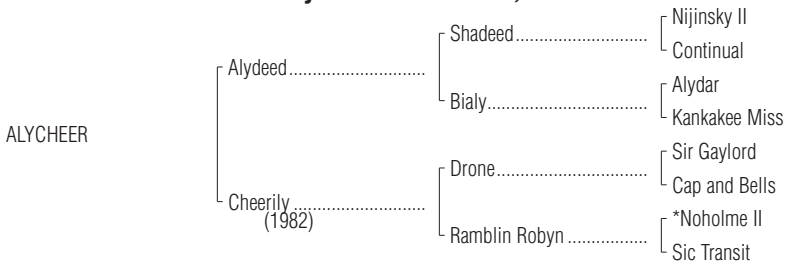 Nijinsky II
Shadeed..............................
Continual
Alydeed..............................
Alydar
Bialy....................................
Kankakee Miss
ALYCHEER
Sir Gaylord
Drone..................................
Cap and Bells
Cheerily..............................
(1982)
*Noholme II
Ramblin Robyn...................
Sic Transit